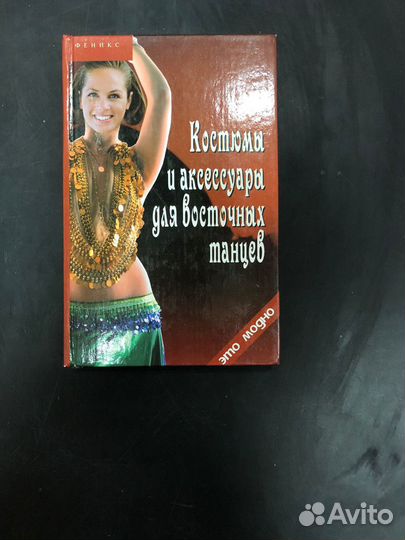 ФЕНИКС
Костюмы
и аксессуары
для восточных
танцев
это модно
Avito